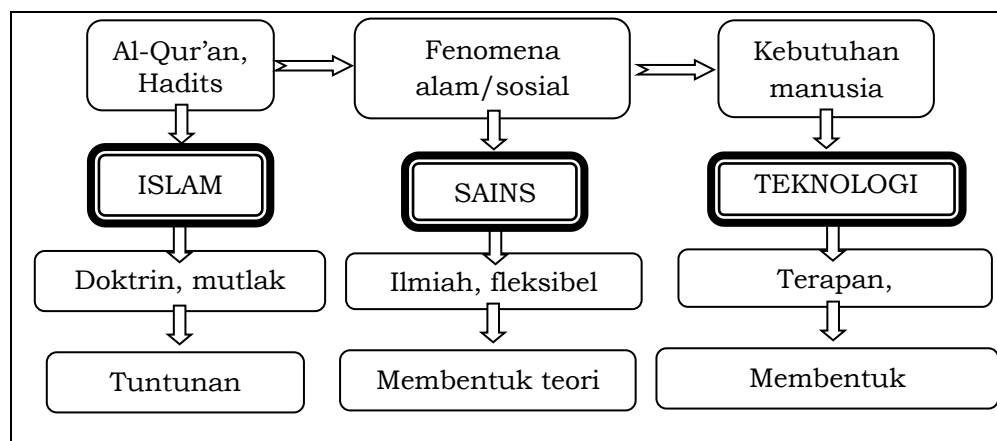 Al-Qur’an,
Hadits
Fenomena
alam/sosial
Kebutuhan
manusia
ISLAM
SAINS
TEKNOLOGI
Doktrin, mutlak
Ilmiah, fleksibel
Terapan,
Tuntunan
Membentuk teori
Membentuk